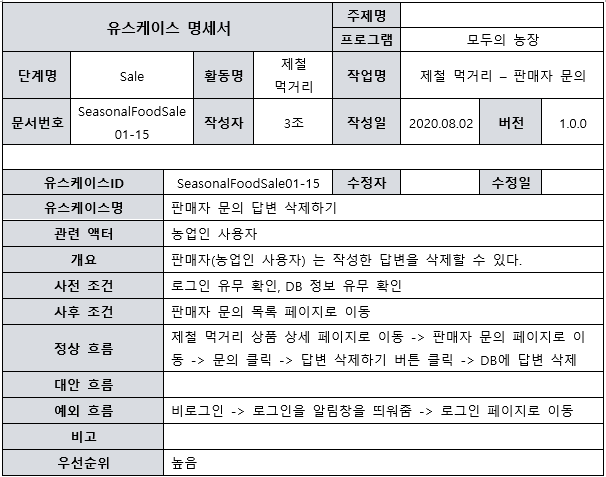 유스케이스 명세서
주제명
프로그램 모두의 농장
단계명 Sale 활동명 제철
먹거리 작업명 제철 먹거리 – 판매자 문의
문서번호 SeasonalFoodSale
01-15 작성자 3조 작성일 2020.08.02 버전 1.0.0
유스케이스ID SeasonalFoodSale01-15 수정자 수정일
유스케이스명 판매자 문의 답변 삭제하기
관련 액터 농업인 사용자
개요 판매자(농업인 사용자) 는 작성한 답변을 삭제할 수 있다.
사전 조건 로그인 유무 확인, DB 정보 유무 확인
사후 조건 판매자 문의 목록 페이지로 이동
정상 흐름 제철 먹거리 상품 상세 페이지로 이동 -> 판매자 문의 페이지로 이
동 -> 문의 클릭 -> 답변 삭제하기 버튼 클릭 -> DB에 답변 삭제
대안 흐름
예외 흐름 비로그인 -> 로그인을 알림창을 띄워줌 -> 로그인 페이지로 이동
비고
우선순위 높음